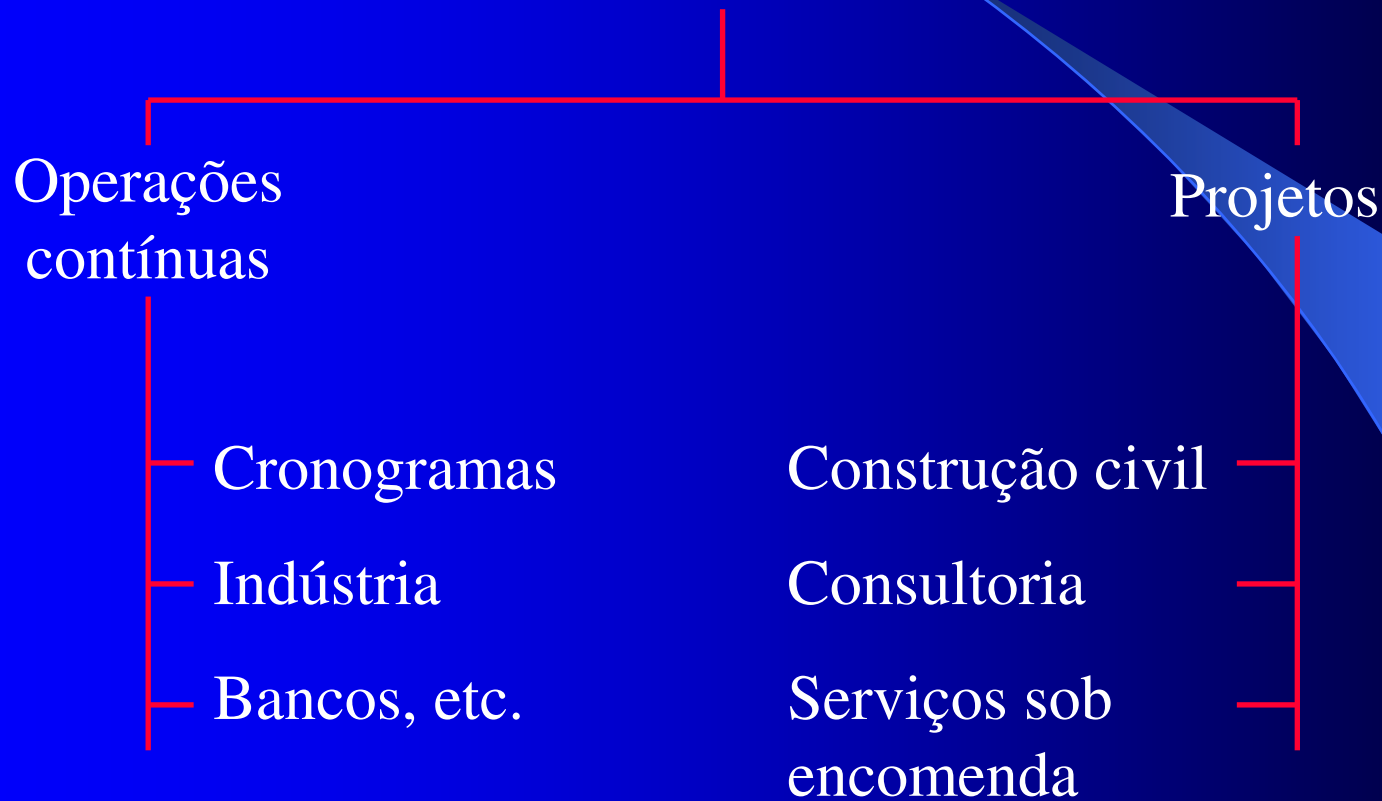 Operações
contínuas
Projetos
Cronogramas
Indústria
Bancos, etc.
Construção civil
Consultoria
Serviços sob
encomenda